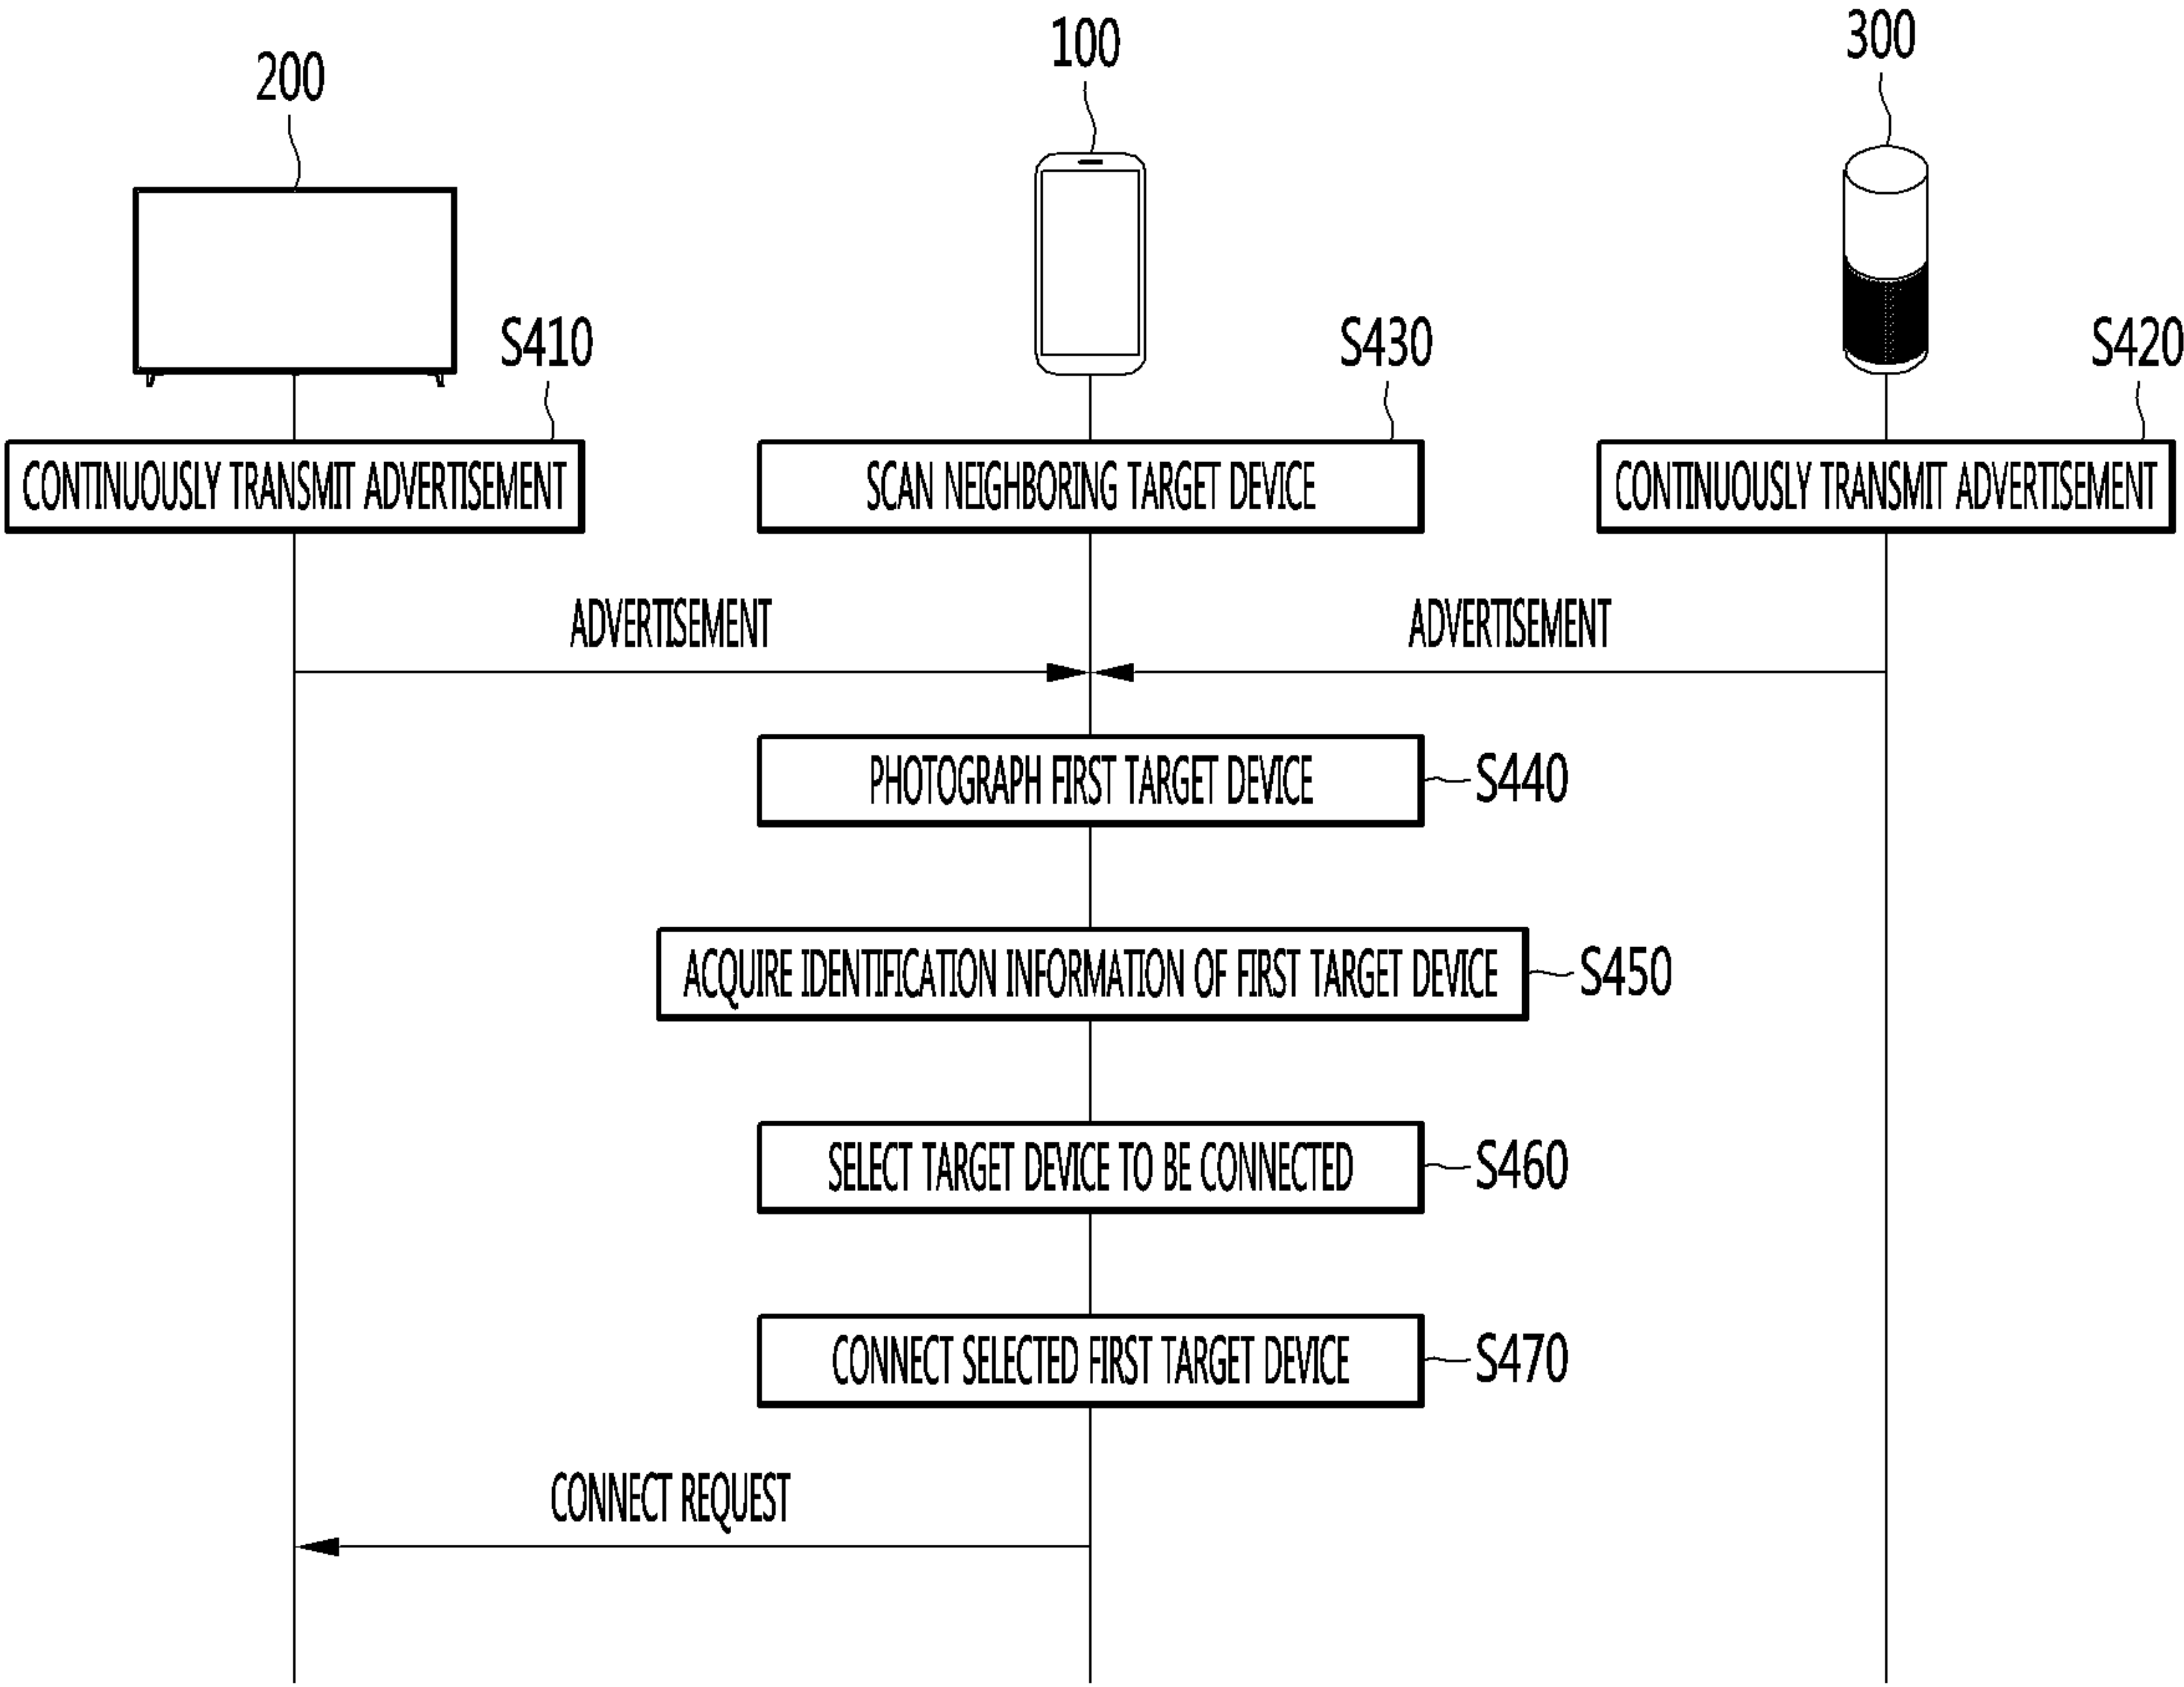 200
100
300
S410
S430
S420
CONTINUOUSLY TRANSMIT ADVERTISEMENT
SCAN NEIGHBORING TARGET DEVICE
CONTINUOUSLY TRANSMIT ADVERTISEMENT
ADVERTISEMENT
ADVERTISEMENT
PHOTOGRAPH FIRST TARGET DEVICE
S440
ACQUIRE IDENTIFICATION INFORMATION OF FIRST TARGET DEVICE
S450
SELECT TARGET DEVICE TO BE CONNECTED
S460
CONNECT SELECTED FIRST TARGET DEVICE
S470
CONNECT REQUEST